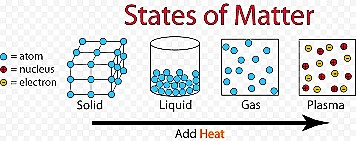 States of Matter
= atom
= nucleus
= electron
Solid
Liquid
Gas
Plasma
Add Heat